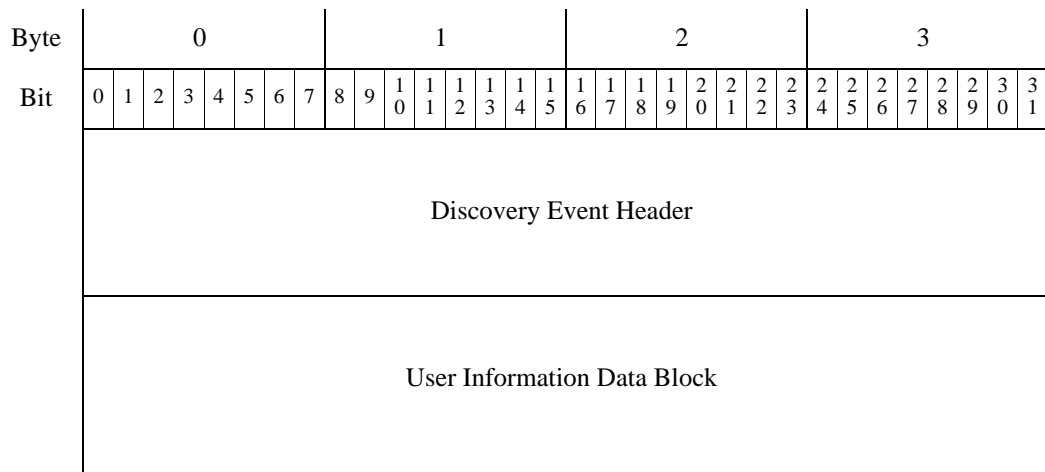 Byte 0 1 2 3
Bit 0 1 2 3 4 5 6 7 8 9 10 11 12 13 14 15 16 17 18 19 20 21 22 23 24 25 26 27 28 29 30 31
Discovery Event Header
User Information Data Block